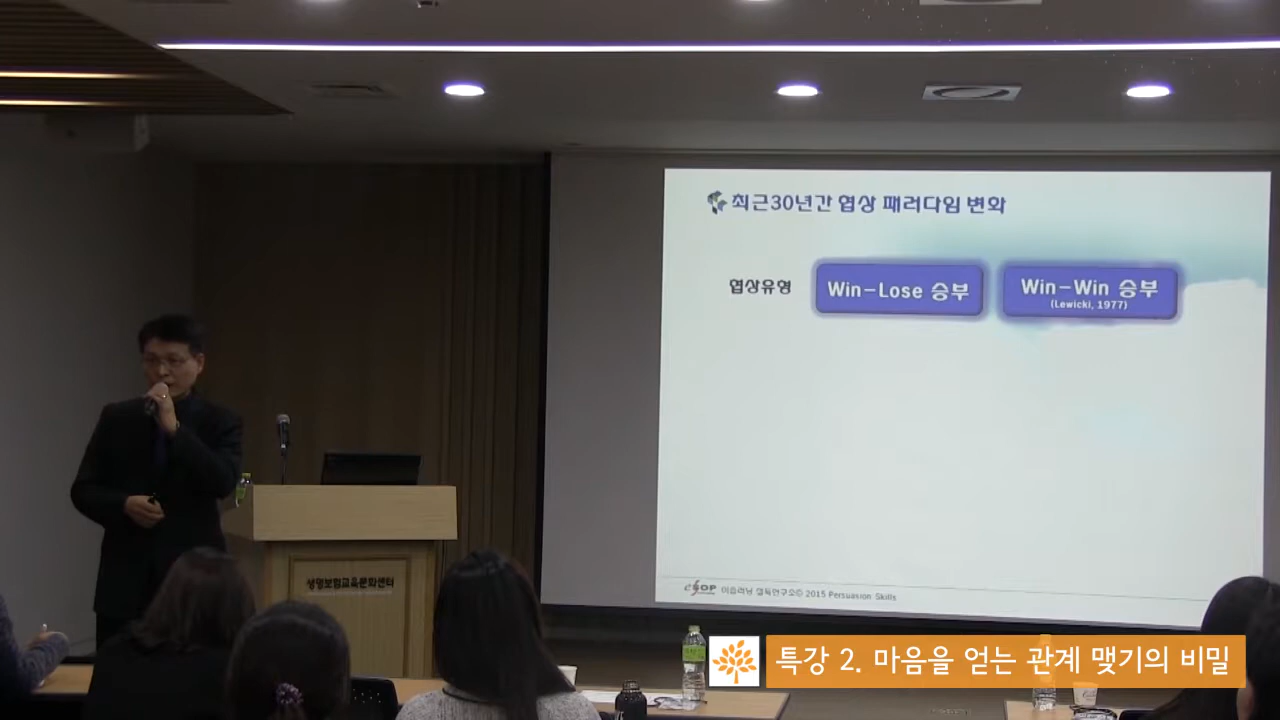 최근30년간 협상 패러다임 변화
협상유형
Win-Lose 승부
Win-Win 승부
(Lewicki, 1977)
생명보험교육문화센터
이솝러닝 설득연구소© 2015 Persuasion Skills
특강 2. 마음을 얻는 관계 맺기의 비밀